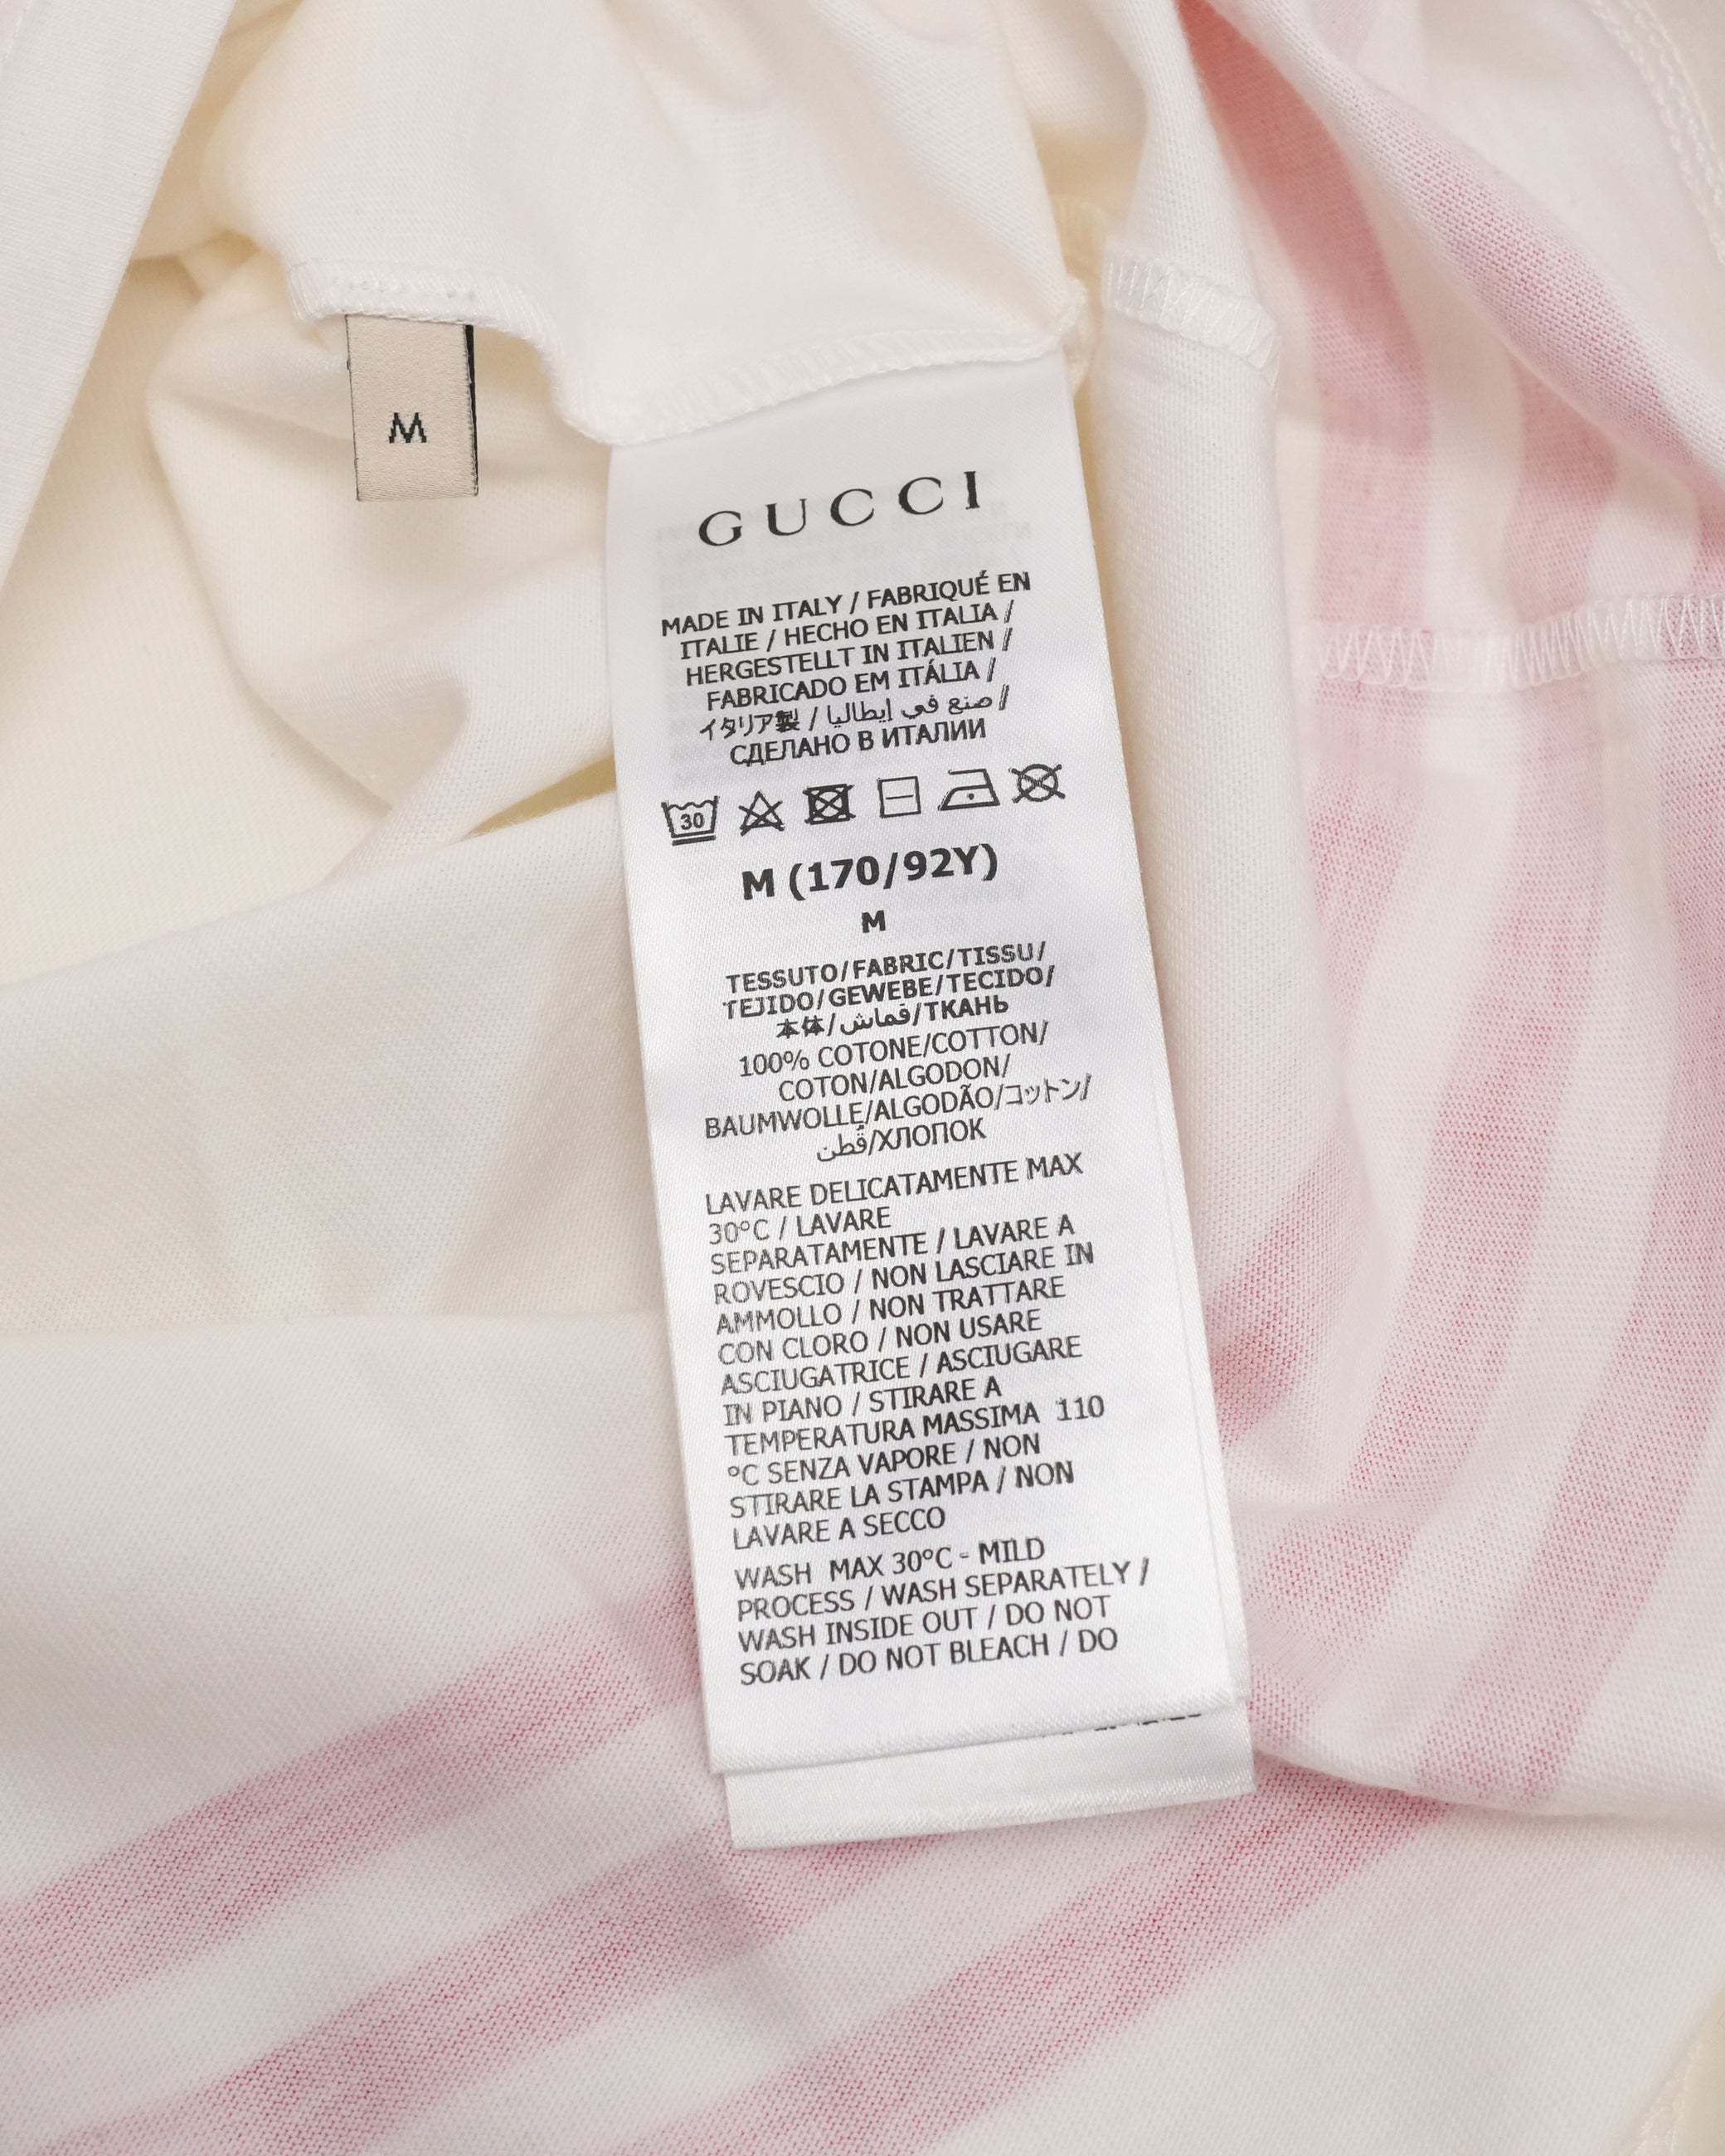 M
GUCCI
MADE IN ITALY / FABRIQUÉ EN
ITALIE / HECHO EN ITALIA /
HERGESTELLT IN ITALIEN /
FABRICADO EM ITÁLIA /
イタリア製 / صنع في إيطاليا /
СДЕЛАНО В ИТАЛИИ
30
M (170/92Y)
M
TESSUTO/FABRIC/TISSU/
TEJIDO/GEWEBE/TECIDO/
本体/قماش/ТКАНЬ
100% COTONE/COTTON/
COTON/ALGODON/
BAUMWOLLE/ALGODÃO/コットン/
قُطن/ХЛОПОК
LAVARE DELICATAMENTE MAX
30°C / LAVARE
SEPARATAMENTE / LAVARE A
ROVESCIO / NON LASCIARE IN
AMMOLLO / NON TRATTARE
CON CLORO / NON USARE
ASCIUGATRICE / ASCIUGARE
IN PIANO / STIRARE A
TEMPERATURA MASSIMA 110
°C SENZA VAPORE / NON
STIRARE LA STAMPA / NON
LAVARE A SECCO
WASH MAX 30°C - MILD
PROCESS / WASH SEPARATELY /
WASH INSIDE OUT / DO NOT
SOAK / DO NOT BLEACH / DO